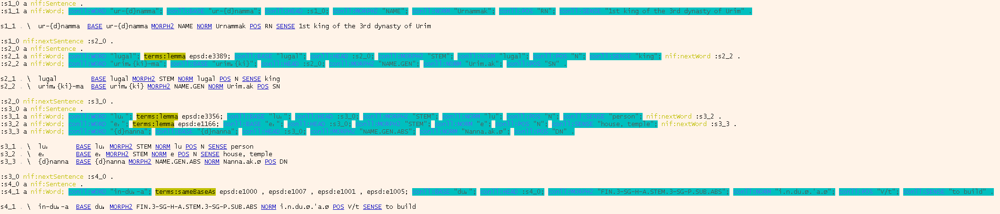 :s1_0 a nif:Sentence .
:s1_1 a nif:Word; conll:WORD "ur-{d}namma"; conll:BASE "ur-{d}namma"; conll:HEAD :s1_0; conll:MORPH2 "NAME"; conll:NORM "Urnammak"; conll:POS "RN"; conll:SENSE "1st king of the 3rd dynasty of Urim" .
s1_1 . \ ur-{d}namma BASE ur-{d}namma MORPH2 NAME NORM Urnammak POS RN SENSE 1st king of the 3rd dynasty of Urim
:s1_0 nif:nextSentence :s2_0 .
:s2_0 a nif:Sentence .
:s2_1 a nif:Word; conll:WORD "lugal"; terms:lemma epsd:e3389; conll:BASE "lugal"; conll:HEAD :s2_0; conll:MORPH2 "STEM"; conll:NORM "lugal"; conll:POS "N"; conll:SENSE "king"; nif:nextWord :s2_2 .
:s2_2 a nif:Word; conll:WORD "urim₅{ki}-ma"; conll:BASE "urim₅{ki}"; conll:HEAD :s2_0; conll:MORPH2 "NAME.GEN"; conll:NORM "Urim.ak"; conll:POS "SN" .
s2_1 . \ lugal BASE lugal MORPH2 STEM NORM lugal POS N SENSE king
s2_2 . \ urim₅{ki}-ma BASE urim₅{ki} MORPH2 NAME.GEN NORM Urim.ak POS SN
:s2_0 nif:nextSentence :s3_0 .
:s3_0 a nif:Sentence .
:s3_1 a nif:Word; conll:WORD "lu₂"; terms:lemma epsd:e3356; conll:BASE "lu₂"; conll:HEAD :s3_0; conll:MORPH2 "STEM"; conll:NORM "lu"; conll:POS "N"; conll:SENSE "person"; nif:nextWord :s3_2 .
:s3_2 a nif:Word; conll:WORD "e₂"; terms:lemma epsd:e1166; conll:BASE "e₂"; conll:HEAD :s3_0; conll:MORPH2 "STEM"; conll:NORM "e"; conll:POS "N"; conll:SENSE "house, temple"; nif:nextWord :s3_3 .
:s3_3 a nif:Word; conll:WORD "{d}nanna"; conll:BASE "{d}nanna"; conll:HEAD :s3_0; conll:MORPH2 "NAME.GEN.ABS"; conll:NORM "Nanna.ak.ø"; conll:POS "DN" .
s3_1 . \ lu₂ BASE lu₂ MORPH2 STEM NORM lu POS N SENSE person
s3_2 . \ e₂ BASE e₂ MORPH2 STEM NORM e POS N SENSE house, temple
s3_3 . \ {d}nanna BASE {d}nanna MORPH2 NAME.GEN.ABS NORM Nanna.ak.ø POS DN
:s3_0 nif:nextSentence :s4_0 .
:s4_0 a nif:Sentence .
:s4_1 a nif:Word; conll:WORD "in-du₃-a"; terms:sameBaseAs epsd:e1000 , epsd:e1007 , epsd:e1001 , epsd:e1005; conll:BASE "du₃"; conll:HEAD :s4_0; conll:MORPH2 "FIN.3-SG-H-A.STEM.3-SG-P.SUB.ABS"; conll:NORM "i.n.du.ø.'a.ø"; conll:POS "V/t"; conll:SENSE "to build" .
s4_1 . \ in-du₃-a BASE du₃ MORPH2 FIN.3-SG-H-A.STEM.3-SG-P.SUB.ABS NORM i.n.du.ø.'a.ø POS V/t SENSE to build